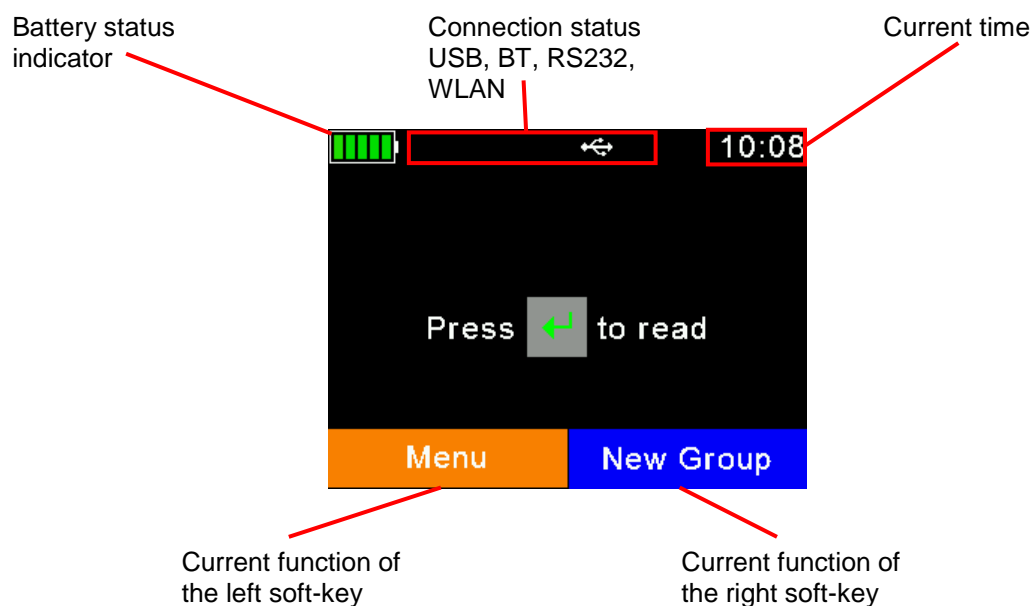 Battery status
indicator
Connection status
USB, BT, RS232,
WLAN
Current time
10:08
Press to read
Menu
New Group
Current function of
the left soft-key
Current function of
the right soft-key